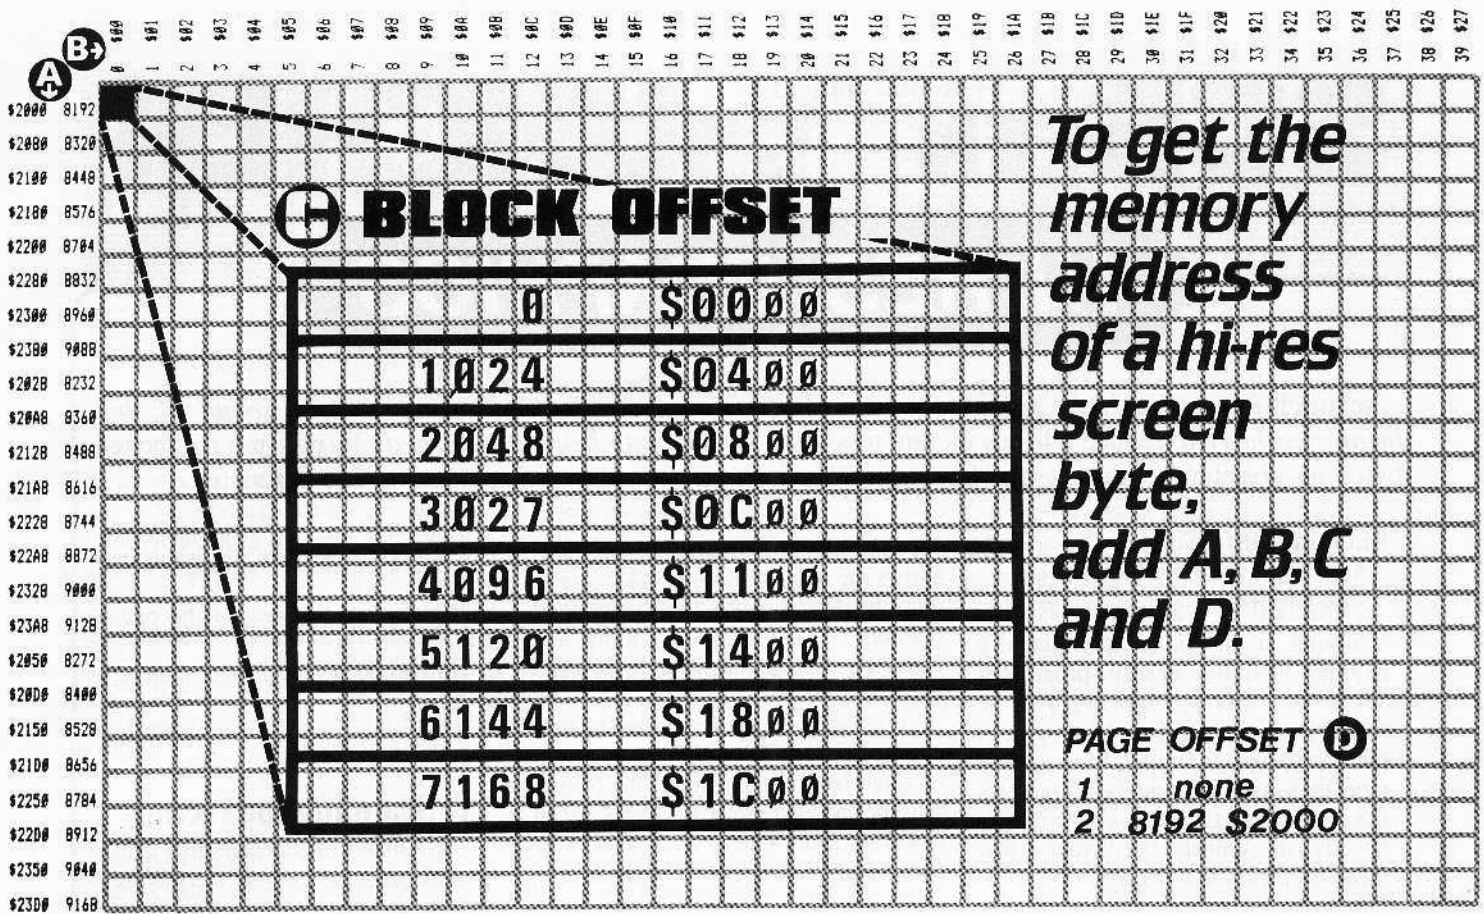 $00 $01 $02 $03 $04 $05 $06 $07 $08 $09 $0A $0B $0C $0D $0E $0F $10 $11 $12 $13 $14 $15 $16 $17 $18 $19 $1A $1B $1C $1D $1E $1F $20 $21 $22 $23 $24 $25 $26 $27
B
0 1 2 3 4 5 6 7 8 9 10 11 12 13 14 15 16 17 18 19 20 21 22 23 24 25 26 27 28 29 30 31 32 33 34 35 36 37 38 39
A
$2000 8192
$2080 8320
$2100 8448
$2180 8576
$2200 8704
$2280 8832
$2300 8960
$2380 9088
$2028 8232
$20A8 8360
$2128 8488
$21A8 8616
$2228 8744
$22A8 8872
$2328 9000
$23A8 9128
$2050 8272
$20D0 8400
$2150 8528
$21D0 8656
$2250 8784
$22D0 8912
$2350 9040
$23D0 9168
C BLOCK OFFSET
0 $0000
1024 $0400
2048 $0800
3027 $0C00
4096 $1100
5120 $1400
6144 $1800
7168 $1C00
To get the
memory
address
of a hi-res
screen
byte,
add A, B, C
and D.
PAGE OFFSET D
1 none
2 8192 $2000